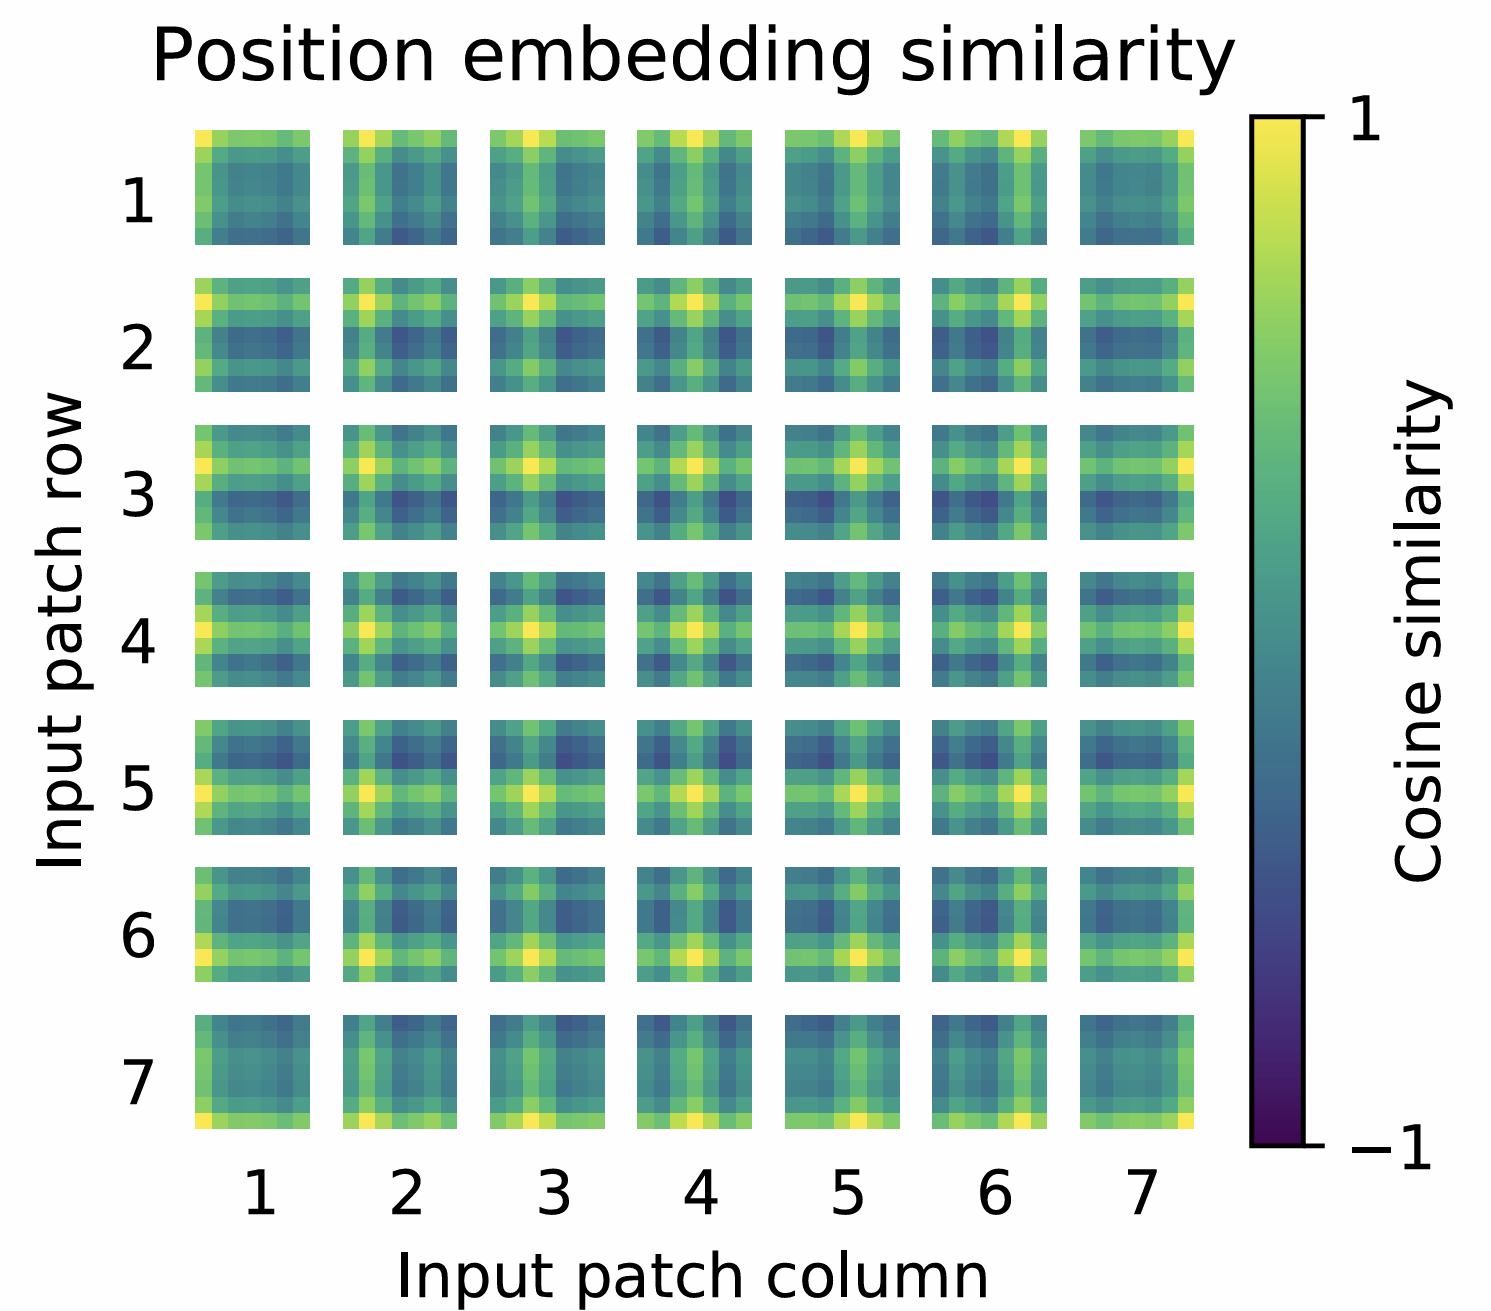 Position embedding similarity
1
1
2
3
4
5
6
7
Input patch row
Cosine similarity
−1
1 2 3 4 5 6 7
Input patch column